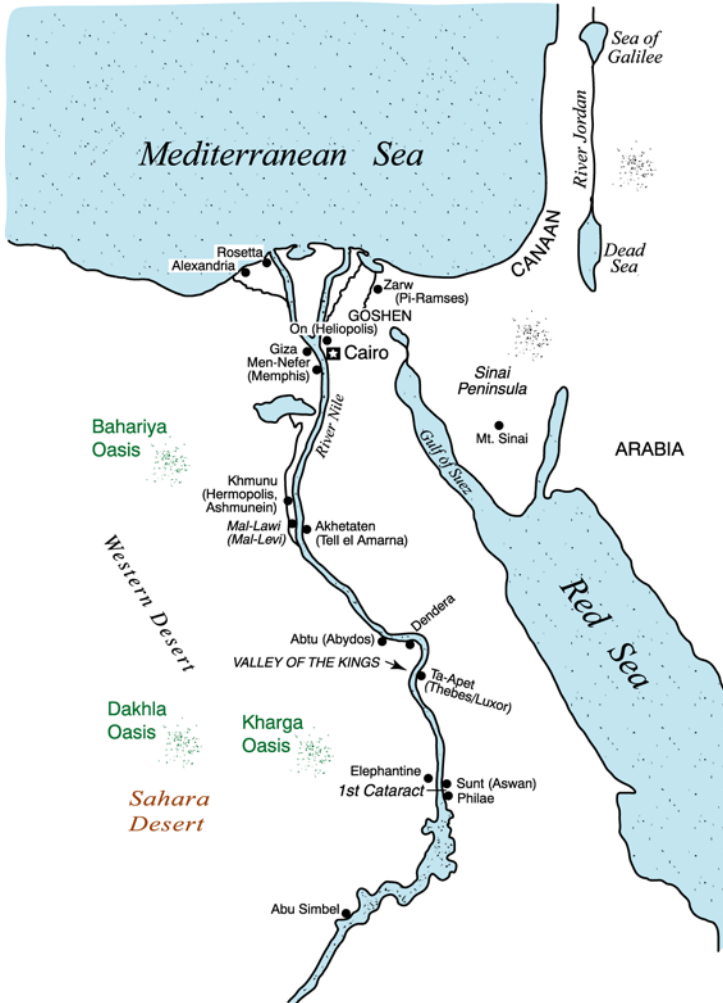 Sea of
Galilee
River Jordan
Mediterranean Sea
CANAAN
Dead
Sea
Rosetta
Alexandria
Zarw
(Pi-Ramses)
GOSHEN
On (Heliopolis)
Giza
Cairo
Men-Nefer
(Memphis)
Sinai
Peninsula
River Nile
Bahariya
Oasis
Mt. Sinai
Gulf of Suez
ARABIA
Khmunu
(Hermopolis,
Ashmunein)
Mal-Lawi
(Mal-Levi)
Akhetaten
(Tell el Amarna)
Western Desert
Red Sea
Dendera
Abtu (Abydos)
VALLEY OF THE KINGS
Ta-Apet
(Thebes/Luxor)
Dakhla
Oasis
Kharga
Oasis
Elephantine
Sunt (Aswan)
1st Cataract
Philae
Sahara
Desert
Abu Simbel